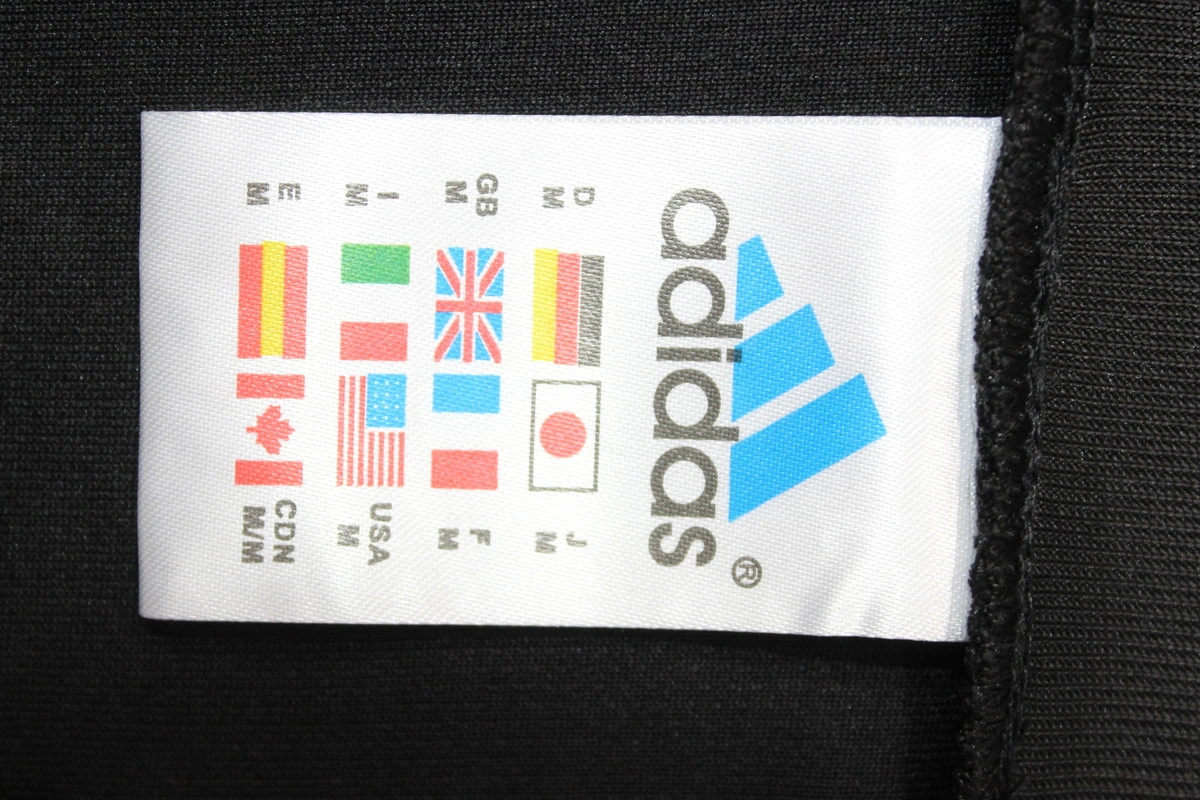 adidas®
D M J M
GB M F M
I M USA M
E M CDN M/M